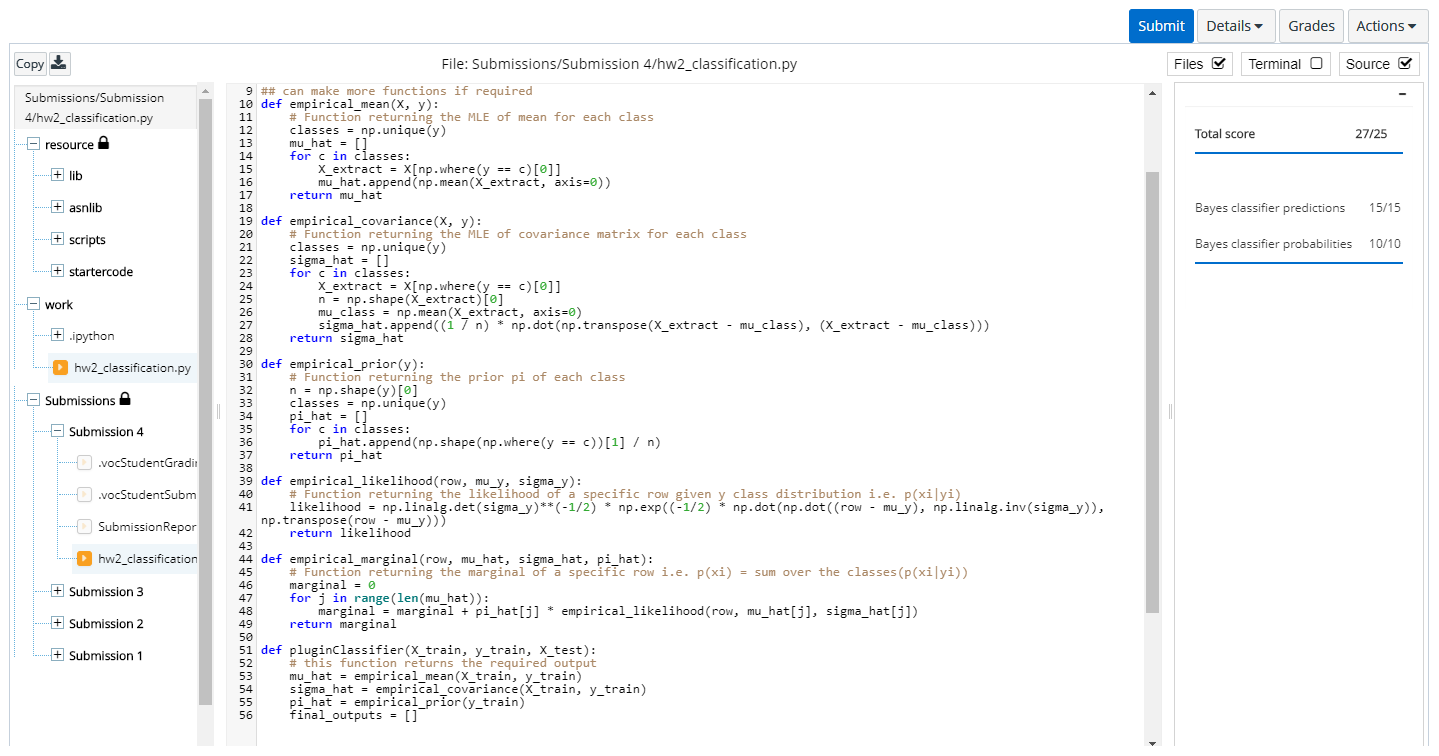 Submit Details Grades Actions
Copy File: Submissions/Submission 4/hw2_classification.py Files Terminal Source
Submissions/Submission
4/hw2_classification.py
resource
lib
asnlib
scripts
startercode
work
.ipython
hw2_classification.py
Submissions
Submission 4
.vocStudentGradin
.vocStudentSubm
SubmissionRepor
hw2_classification
Submission 3
Submission 2
Submission 1
9 ## can make more functions if required
10 def empirical_mean(X, y):
11     # Function returning the MLE of mean for each class
12     classes = np.unique(y)
13     mu_hat = []
14     for c in classes:
15         X_extract = X[np.where(y == c)[0]]
16         mu_hat.append(np.mean(X_extract, axis=0))
17     return mu_hat
18
19 def empirical_covariance(X, y):
20     # Function returning the MLE of covariance matrix for each class
21     classes = np.unique(y)
22     sigma_hat = []
23     for c in classes:
24         X_extract = X[np.where(y == c)[0]]
25         n = np.shape(X_extract)[0]
26         mu_class = np.mean(X_extract, axis=0)
27         sigma_hat.append((1 / n) * np.dot(np.transpose(X_extract - mu_class), (X_extract - mu_class)))
28     return sigma_hat
29
30 def empirical_prior(y):
31     # Function returning the prior pi of each class
32     n = np.shape(y)[0]
33     classes = np.unique(y)
34     pi_hat = []
35     for c in classes:
36         pi_hat.append(np.shape(np.where(y == c))[1] / n)
37     return pi_hat
38
39 def empirical_likelihood(row, mu_y, sigma_y):
40     # Function returning the likelihood of a specific row given y class distribution i.e. p(xi|yi)
41     likelihood = np.linalg.det(sigma_y)**(-1/2) * np.exp((-1/2) * np.dot(np.dot((row - mu_y), np.linalg.inv(sigma_y)),
np.transpose(row - mu_y)))
42     return likelihood
43
44 def empirical_marginal(row, mu_hat, sigma_hat, pi_hat):
45     # Function returning the marginal of a specific row i.e. p(xi) = sum over the classes(p(xi|yi))
46     marginal = 0
47     for j in range(len(mu_hat)):
48         marginal = marginal + pi_hat[j] * empirical_likelihood(row, mu_hat[j], sigma_hat[j])
49     return marginal
50
51 def pluginClassifier(X_train, y_train, X_test):
52     # this function returns the required output
53     mu_hat = empirical_mean(X_train, y_train)
54     sigma_hat = empirical_covariance(X_train, y_train)
55     pi_hat = empirical_prior(y_train)
56     final_outputs = []
Total score 27/25
Bayes classifier predictions 15/15
Bayes classifier probabilities 10/10